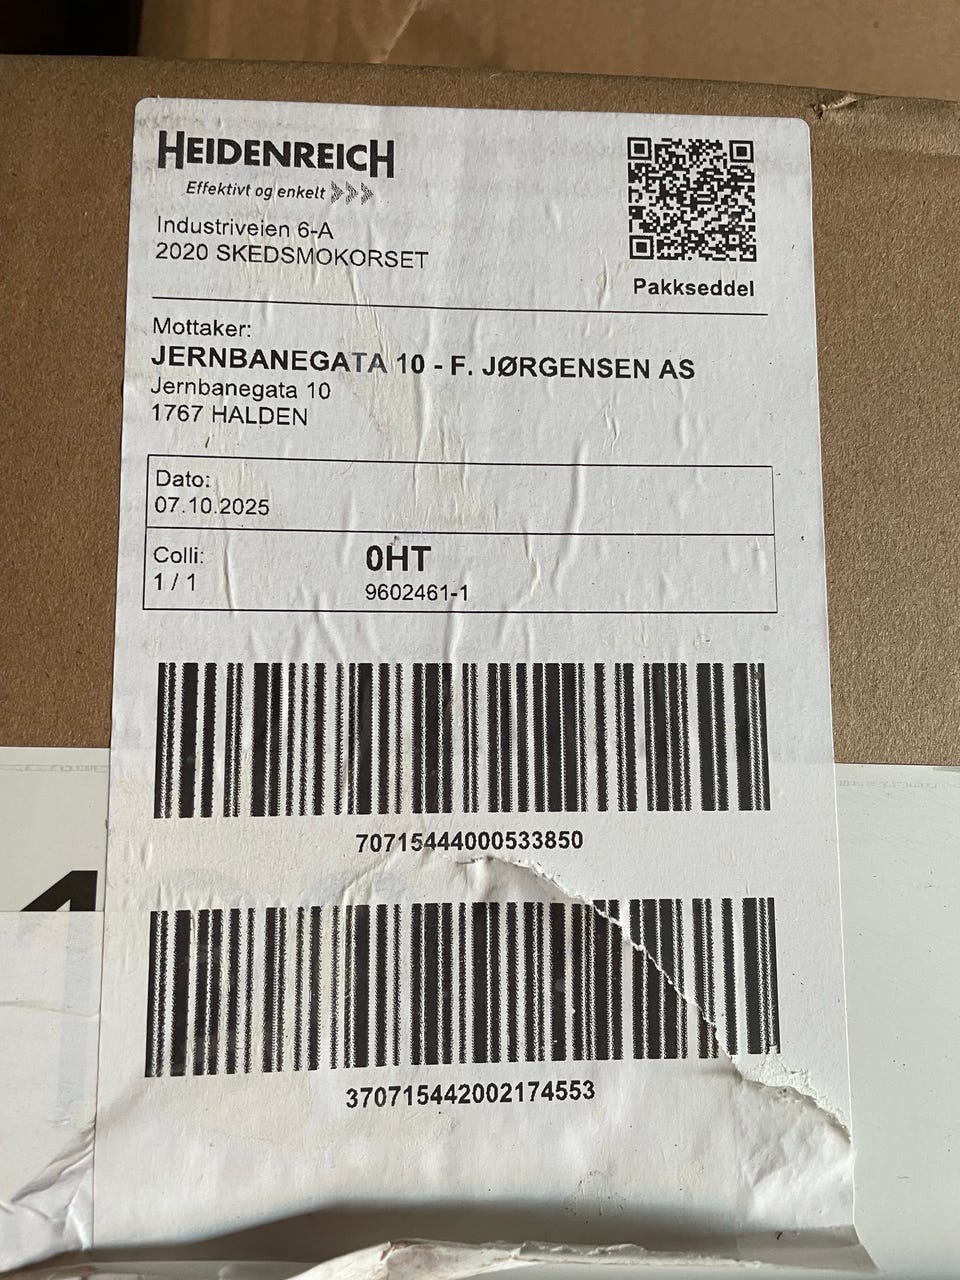 HEIDENREICH
Effektivt og enkelt
Industriveien 6-A
2020 SKEDSMOKORSET
Pakkseddel
Mottaker:
JERNBANEGATA 10 - F. JØRGENSEN AS
Jernbanegata 10
1767 HALDEN
Dato:
07.10.2025
Colli:
1 / 1
0HT
9602461-1
70715444000533850
370715442002174553